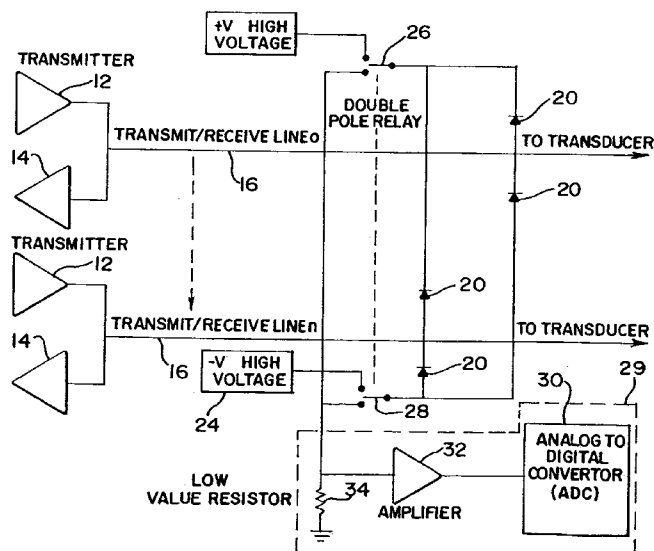 +V HIGH
VOLTAGE
26
TRANSMITTER
12
DOUBLE
POLE RELAY
20
14
TRANSMIT/RECEIVE LINE0
TO TRANSDUCER
16
20
TRANSMITTER
12
20
14
TRANSMIT/RECEIVE LINEn
TO TRANSDUCER
16
-V HIGH
VOLTAGE
20
24
28
30
29
32
ANALOG TO
DIGITAL
CONVERTOR
(ADC)
LOW
VALUE RESISTOR
34
AMPLIFIER